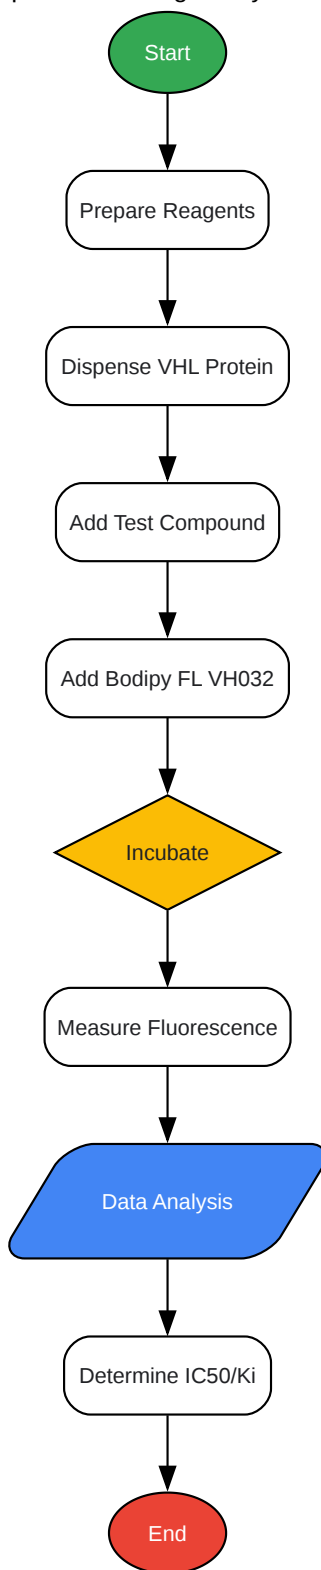 Start
Prepare Reagents
Dispense VHL Protein
Add Test Compound
Add Bodipy FL VH032
Incubate
Measure Fluorescence
Data Analysis
Determine IC50/Ki
End